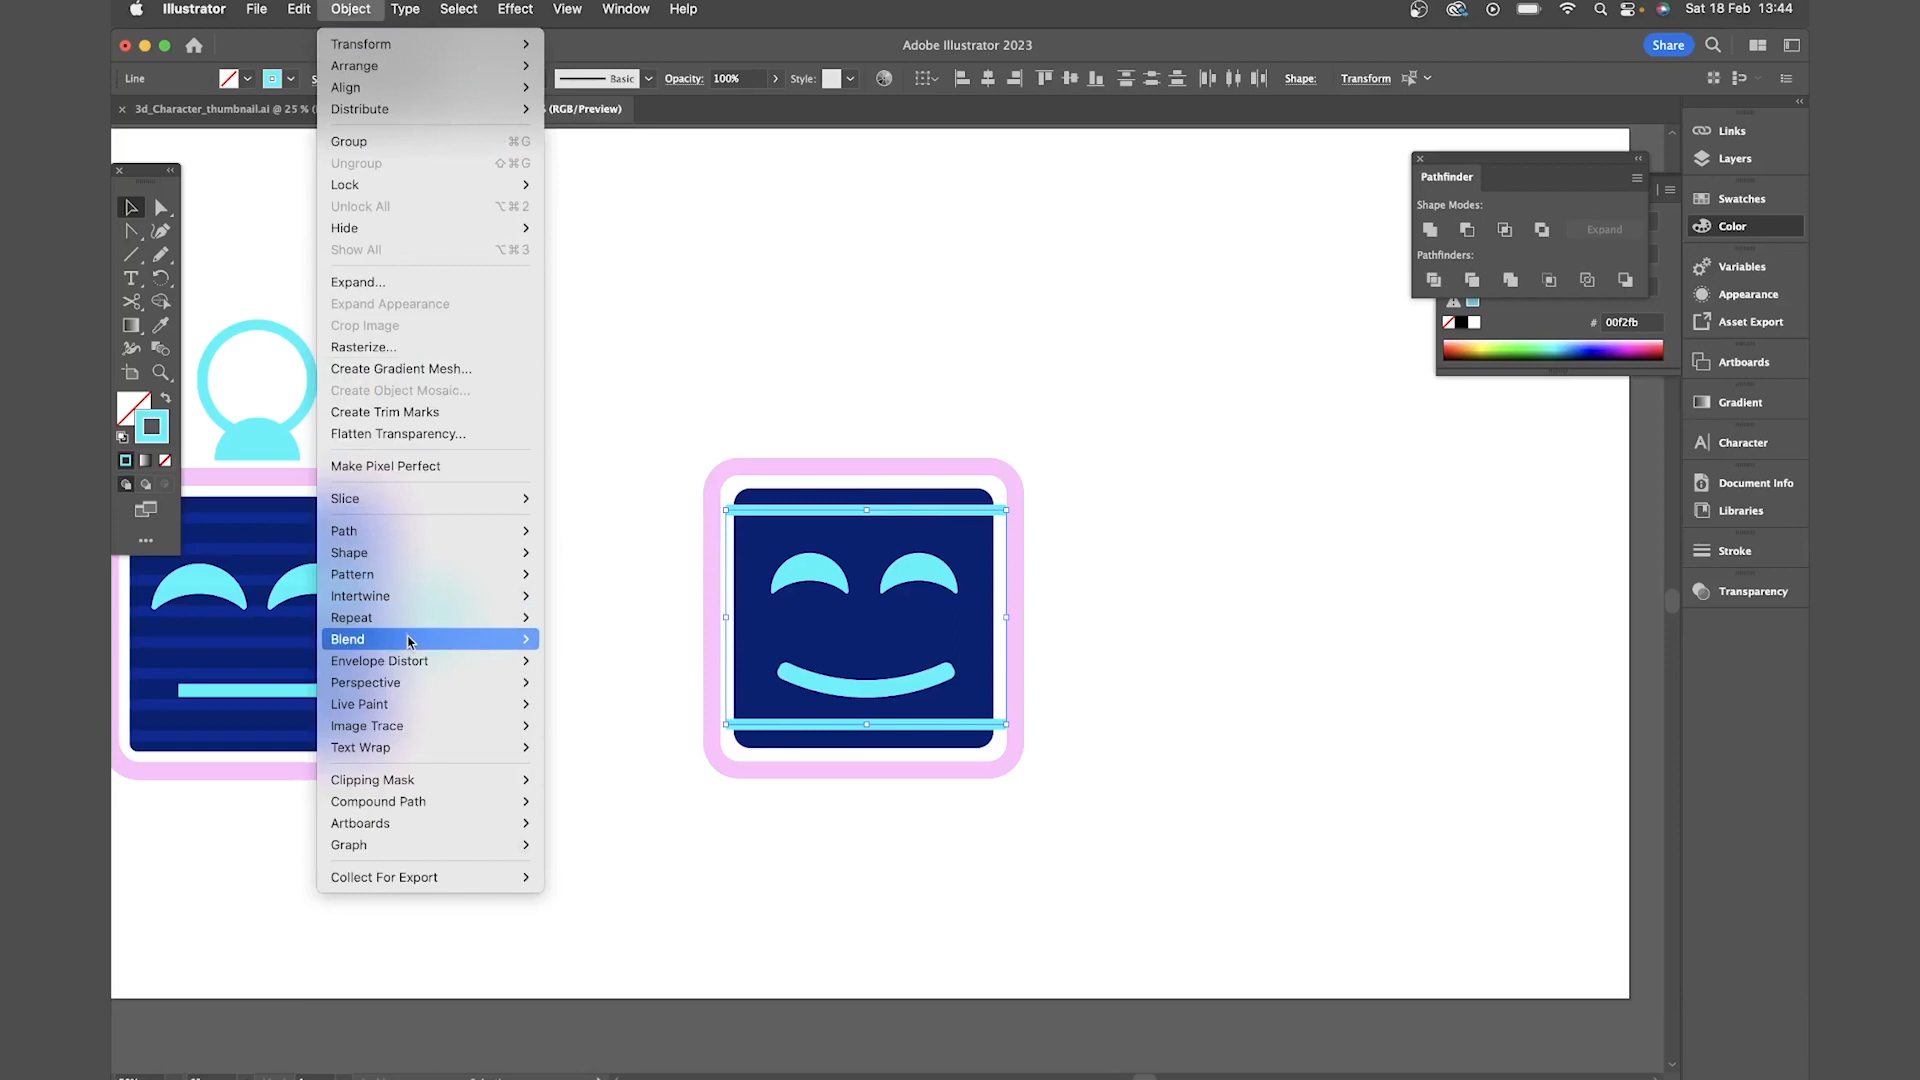 Illustrator File Edit Object Type Select Effect View Window Help Sat 18 Feb 13:44
Adobe Illustrator 2023 Share
Line Basic Opacity: 100% Style: Shape: Transform
3d_Character_thumbnail.ai @ 25 % (RGB/Preview)
Transform
Arrange
Align
Distribute
Group ⌘G
Ungroup ⇧⌘G
Lock
Unlock All ⌥⌘2
Hide
Show All ⌥⌘3
Expand...
Expand Appearance
Crop Image
Rasterize...
Create Gradient Mesh...
Create Object Mosaic...
Create Trim Marks
Flatten Transparency...
Make Pixel Perfect
Slice
Path
Shape
Pattern
Intertwine
Repeat
Blend
Envelope Distort
Perspective
Live Paint
Image Trace
Text Wrap
Clipping Mask
Compound Path
Artboards
Graph
Collect For Export
Pathfinder
Shape Modes:
Expand
Pathfinders:
# 00f2fb
Links
Layers
Swatches
Color
Variables
Appearance
Asset Export
Artboards
Gradient
Character
Document Info
Libraries
Stroke
Transparency